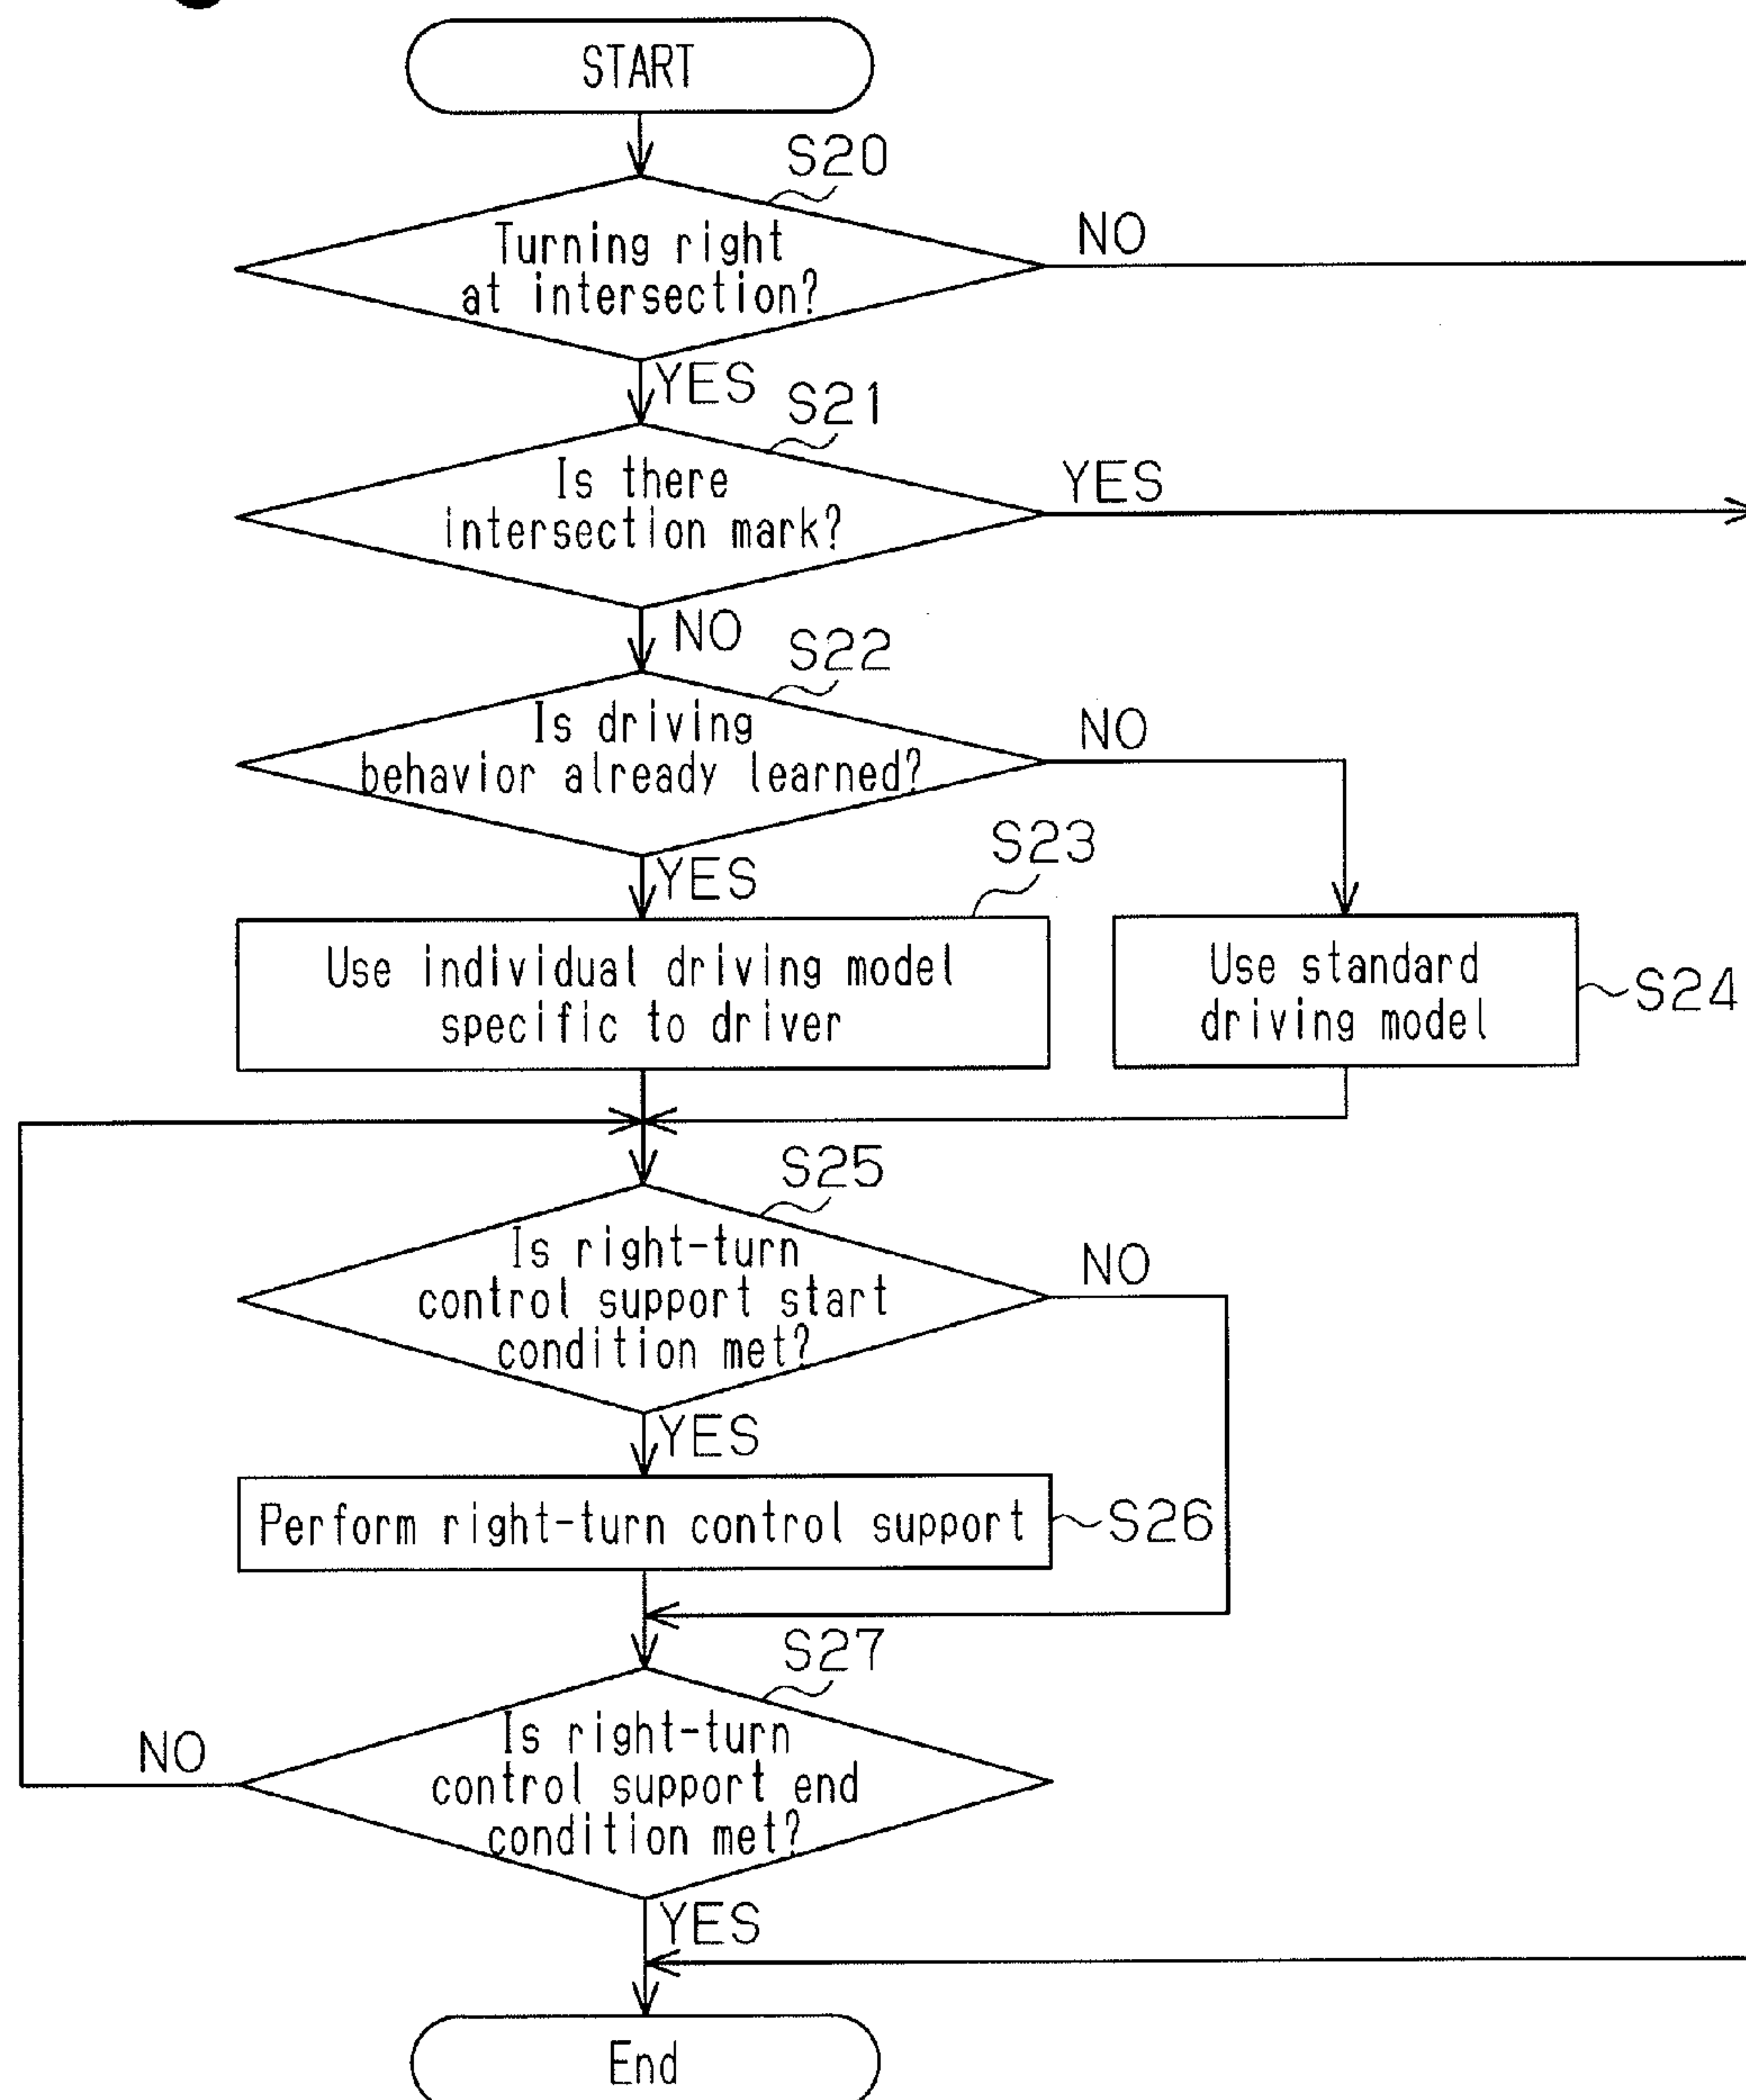 START
S20
Turning right
at intersection?
NO
YES
S21
Is there
intersection mark?
YES
NO
S22
Is driving
behavior already learned?
NO
YES
S23
Use individual driving model
specific to driver
Use standard
driving model
S24
S25
Is right-turn
control support start
condition met?
NO
YES
Perform right-turn control support
S26
S27
Is right-turn
control support end
condition met?
NO
YES
End